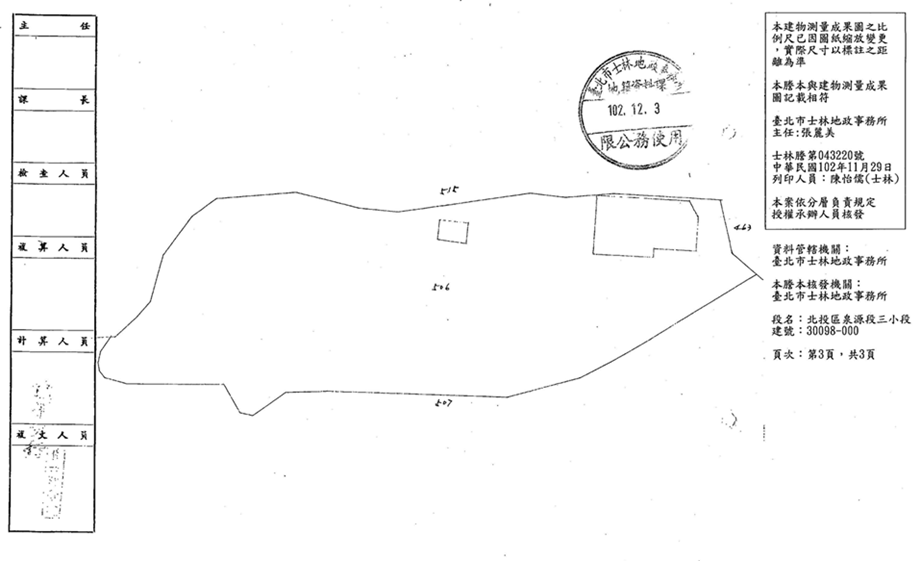 主任
課長
檢查人員
複算人員
計算人員
複丈人員
102.12.3
限公務使用
515
463
506
507
本建物測量成果圖之比
例尺已因圖紙縮放變更
，實際尺寸以標註之距
離為準
本謄本與建物測量成果
圖記載相符
臺北市士林地政事務所
主任:張麗美
士林謄第043220號
中華民國102年11月29日
列印人員：陳怡儒(士林)
本案依分層負責規定
授權承辦人員核發
資料管轄機關：
臺北市士林地政事務所
本謄本核發機關：
臺北市士林地政事務所
段名：北投區泉源段三小段
建號：30098-000
頁次：第3頁，共3頁